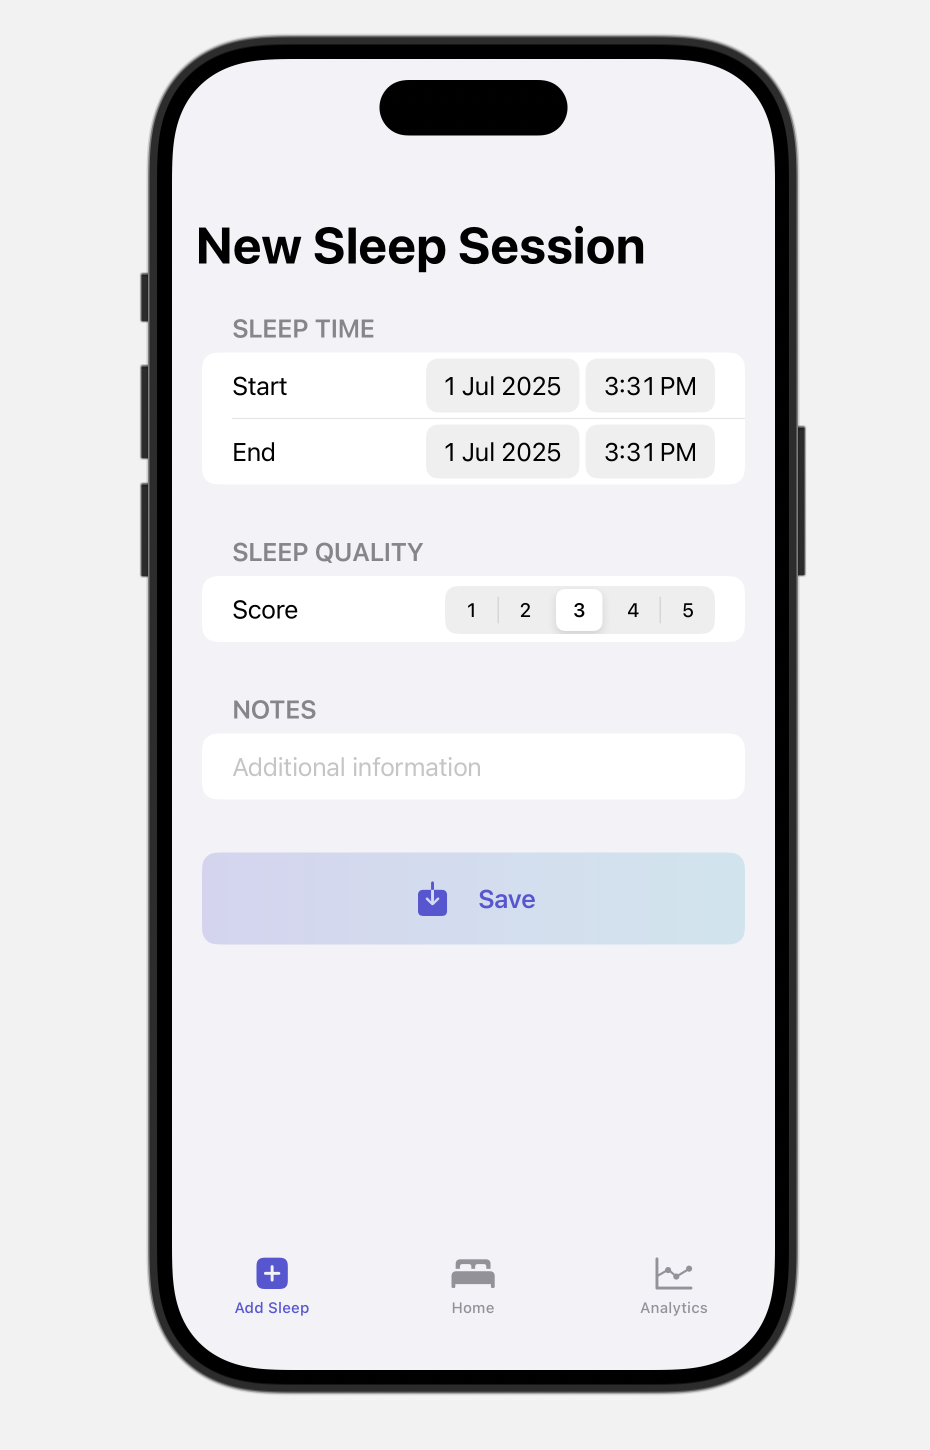 New Sleep Session
SLEEP TIME
Start 1 Jul 2025 3:31 PM
End 1 Jul 2025 3:31 PM
SLEEP QUALITY
Score 1 2 3 4 5
NOTES
Additional information
Save
Add Sleep Home Analytics